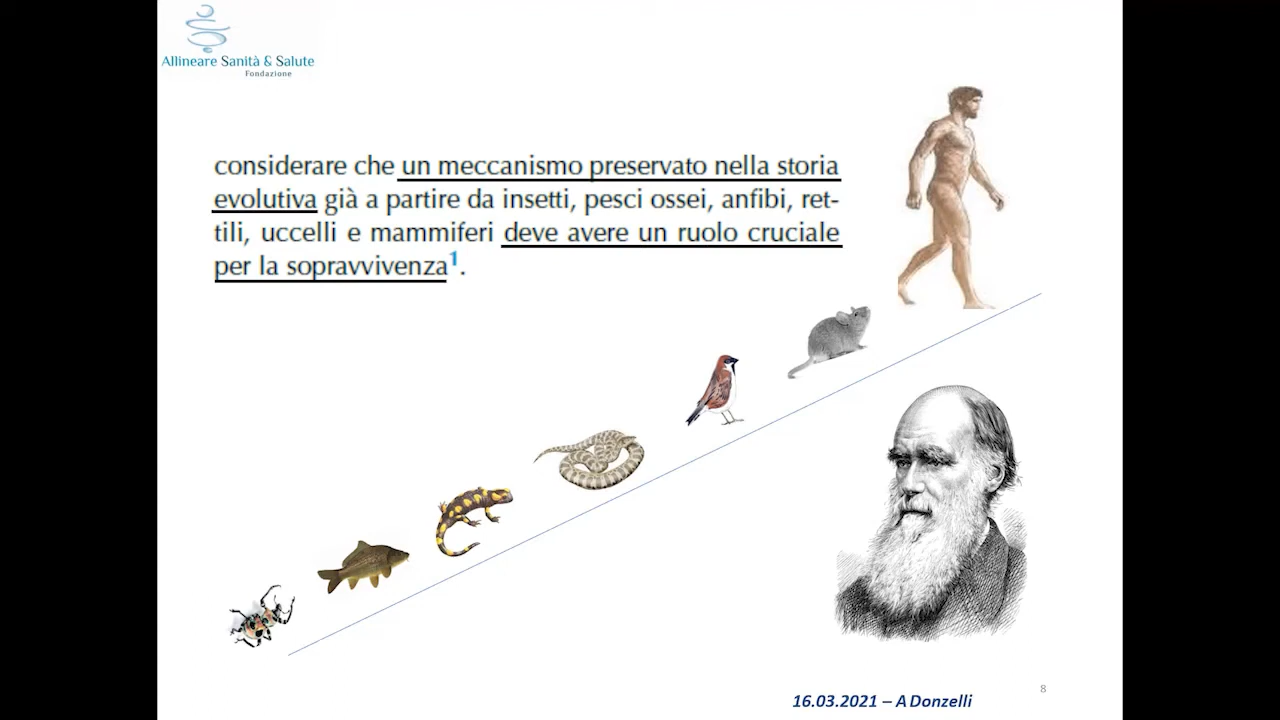 Allineare Sanità & Salute
Fondazione
considerare che un meccanismo preservato nella storia
evolutiva già a partire da insetti, pesci ossei, anfibi, ret-
tili, uccelli e mammiferi deve avere un ruolo cruciale
per la sopravvivenza¹.
16.03.2021 – A Donzelli
8